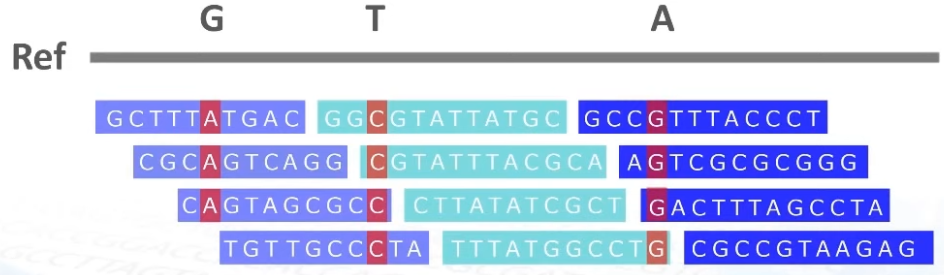 G T A
Ref
GCTTTATGAC GGCGTATTATGC GCCGTTTACCCT
CGCAGTCAGG CGTATTTACGCA AGTCGCGCGGG
CAGTAGCGCC CTTATATCGCT GACTTTAGCCTA
TGTTGCCCTA TTTATGGCCTG CGCCGTAAGAG